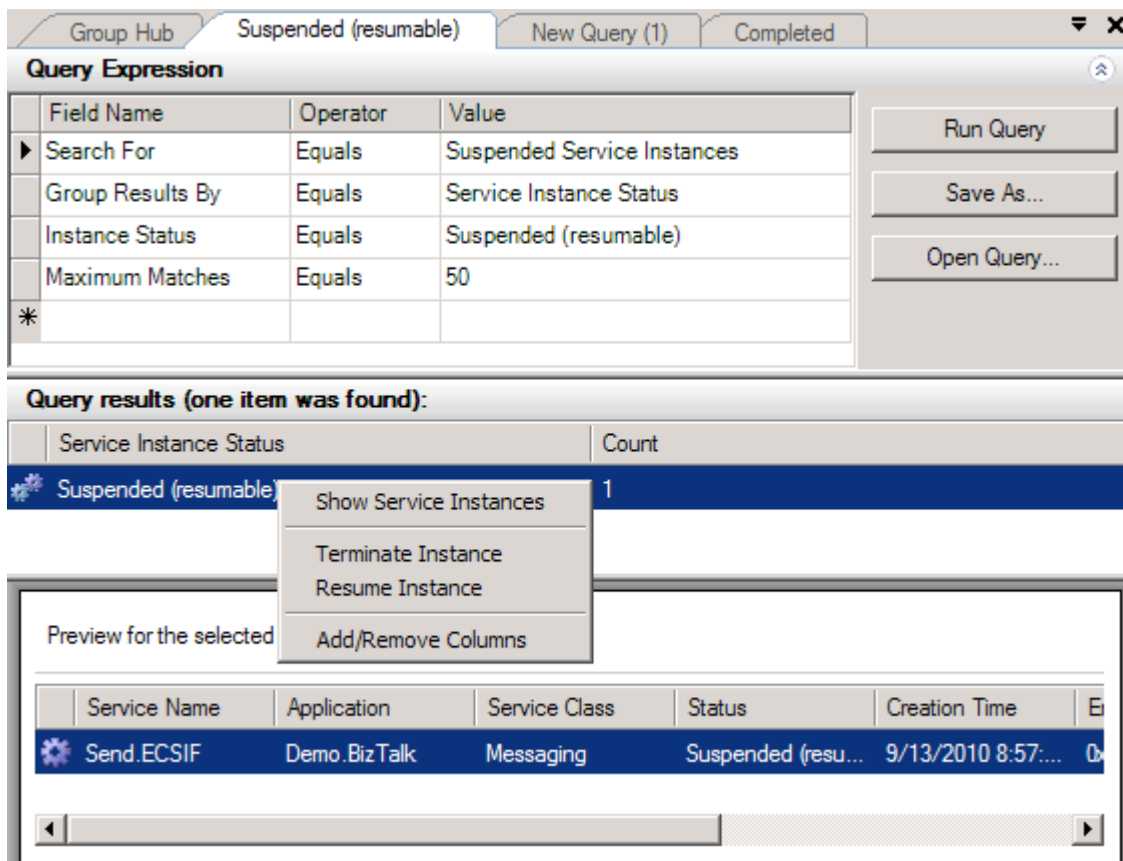 Group Hub Suspended (resumable) New Query (1) Completed
Query Expression
Field Name Operator Value
Search For Equals Suspended Service Instances
Group Results By Equals Service Instance Status
Instance Status Equals Suspended (resumable)
Maximum Matches Equals 50
Run Query
Save As...
Open Query...
Query results (one item was found):
Service Instance Status Count
Suspended (resumable) 1
Show Service Instances
Terminate Instance
Resume Instance
Add/Remove Columns
Preview for the selected
Service Name Application Service Class Status Creation Time
Send.ECSIF Demo.BizTalk Messaging Suspended (resu... 9/13/2010 8:57:... 0x